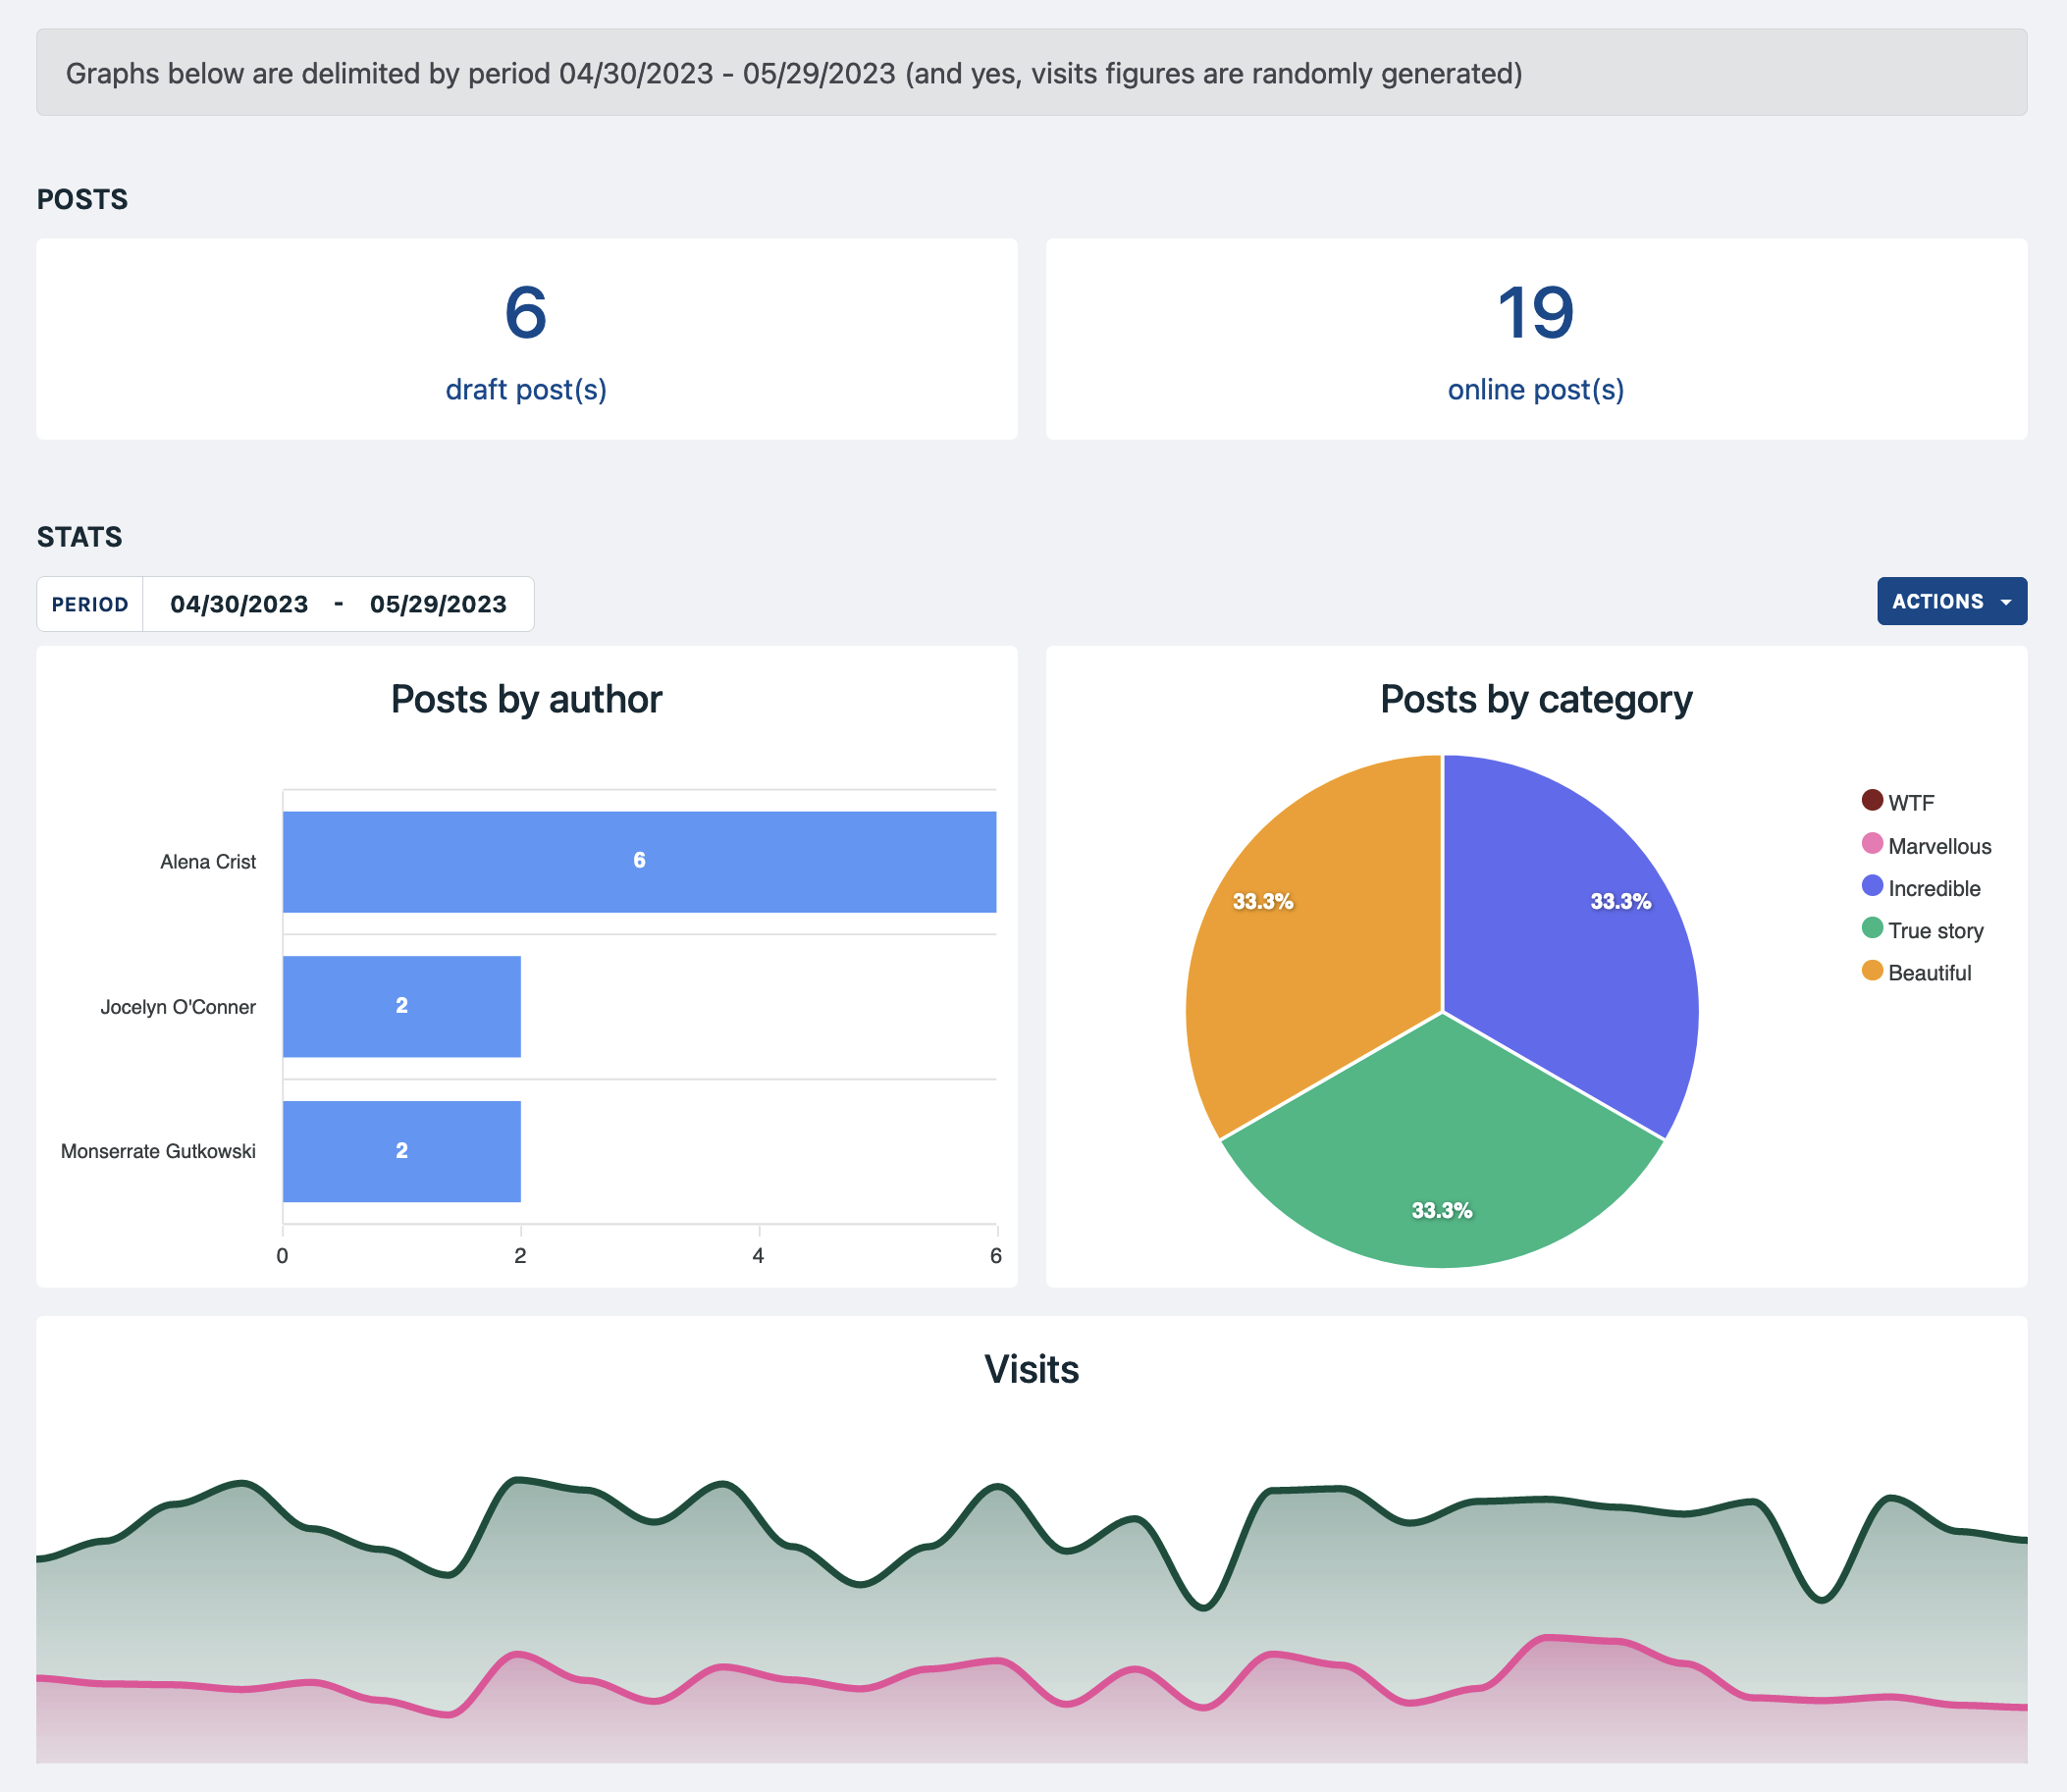 Graphs below are delimited by period 04/30/2023 - 05/29/2023 (and yes, visits figures are randomly generated)
POSTS
6
draft post(s)
19
online post(s)
STATS
PERIOD 04/30/2023 - 05/29/2023
ACTIONS
Posts by author
Alena Crist
6
Jocelyn O'Conner
2
Monserrate Gutkowski
2
0 2 4 6
Posts by category
33.3%
33.3%
33.3%
WTF
Marvellous
Incredible
True story
Beautiful
Visits